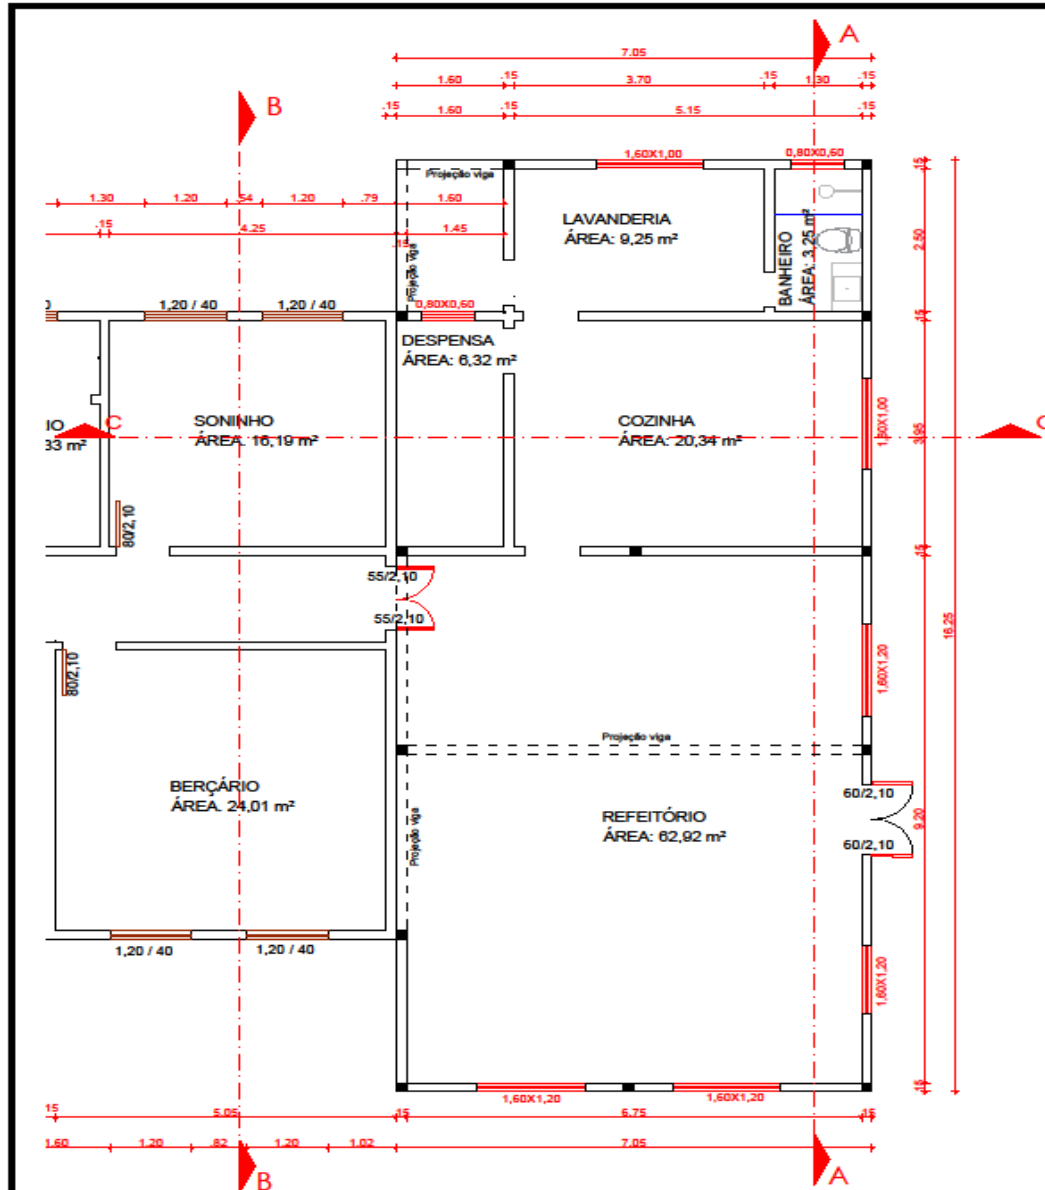 A
7.05
1.60
.15
3.70
.15
1.30
.15
B
.15
1.60
.15
5.15
.15
1,60X1,00
0,80X0,60
.15
Projeção viga
1.30
1.20
.54
1.20
.79
1.60
LAVANDERIA
ÁREA: 9,25 m²
BANHEIRO
ÁREA: 3,25 m²
2.50
.15
4.25
.15
1.45
Projeção viga
1,20 / 40
1,20 / 40
0,80X0,60
.15
DESPENSA
ÁREA: 6,32 m²
SONINHO
ÁREA. 16,19 m²
COZINHA
ÁREA: 20,34 m²
3.95
IO
,33 m²
C
C
80/2,10
.15
55/2,10
55/2,10
16.25
80/2,10
1,60X1,20
Projeção viga
BERÇÁRIO
ÁREA. 24,01 m²
REFEITÓRIO
ÁREA: 62,92 m²
Projeção viga
60/2,10
60/2,10
9.20
1,20 / 40
1,20 / 40
1,60X1,20
1,60X1,20
1,60X1,20
.15
15
5.05
.15
6.75
.15
1.60
1.20
.82
1.20
1.02
7.05
B
A